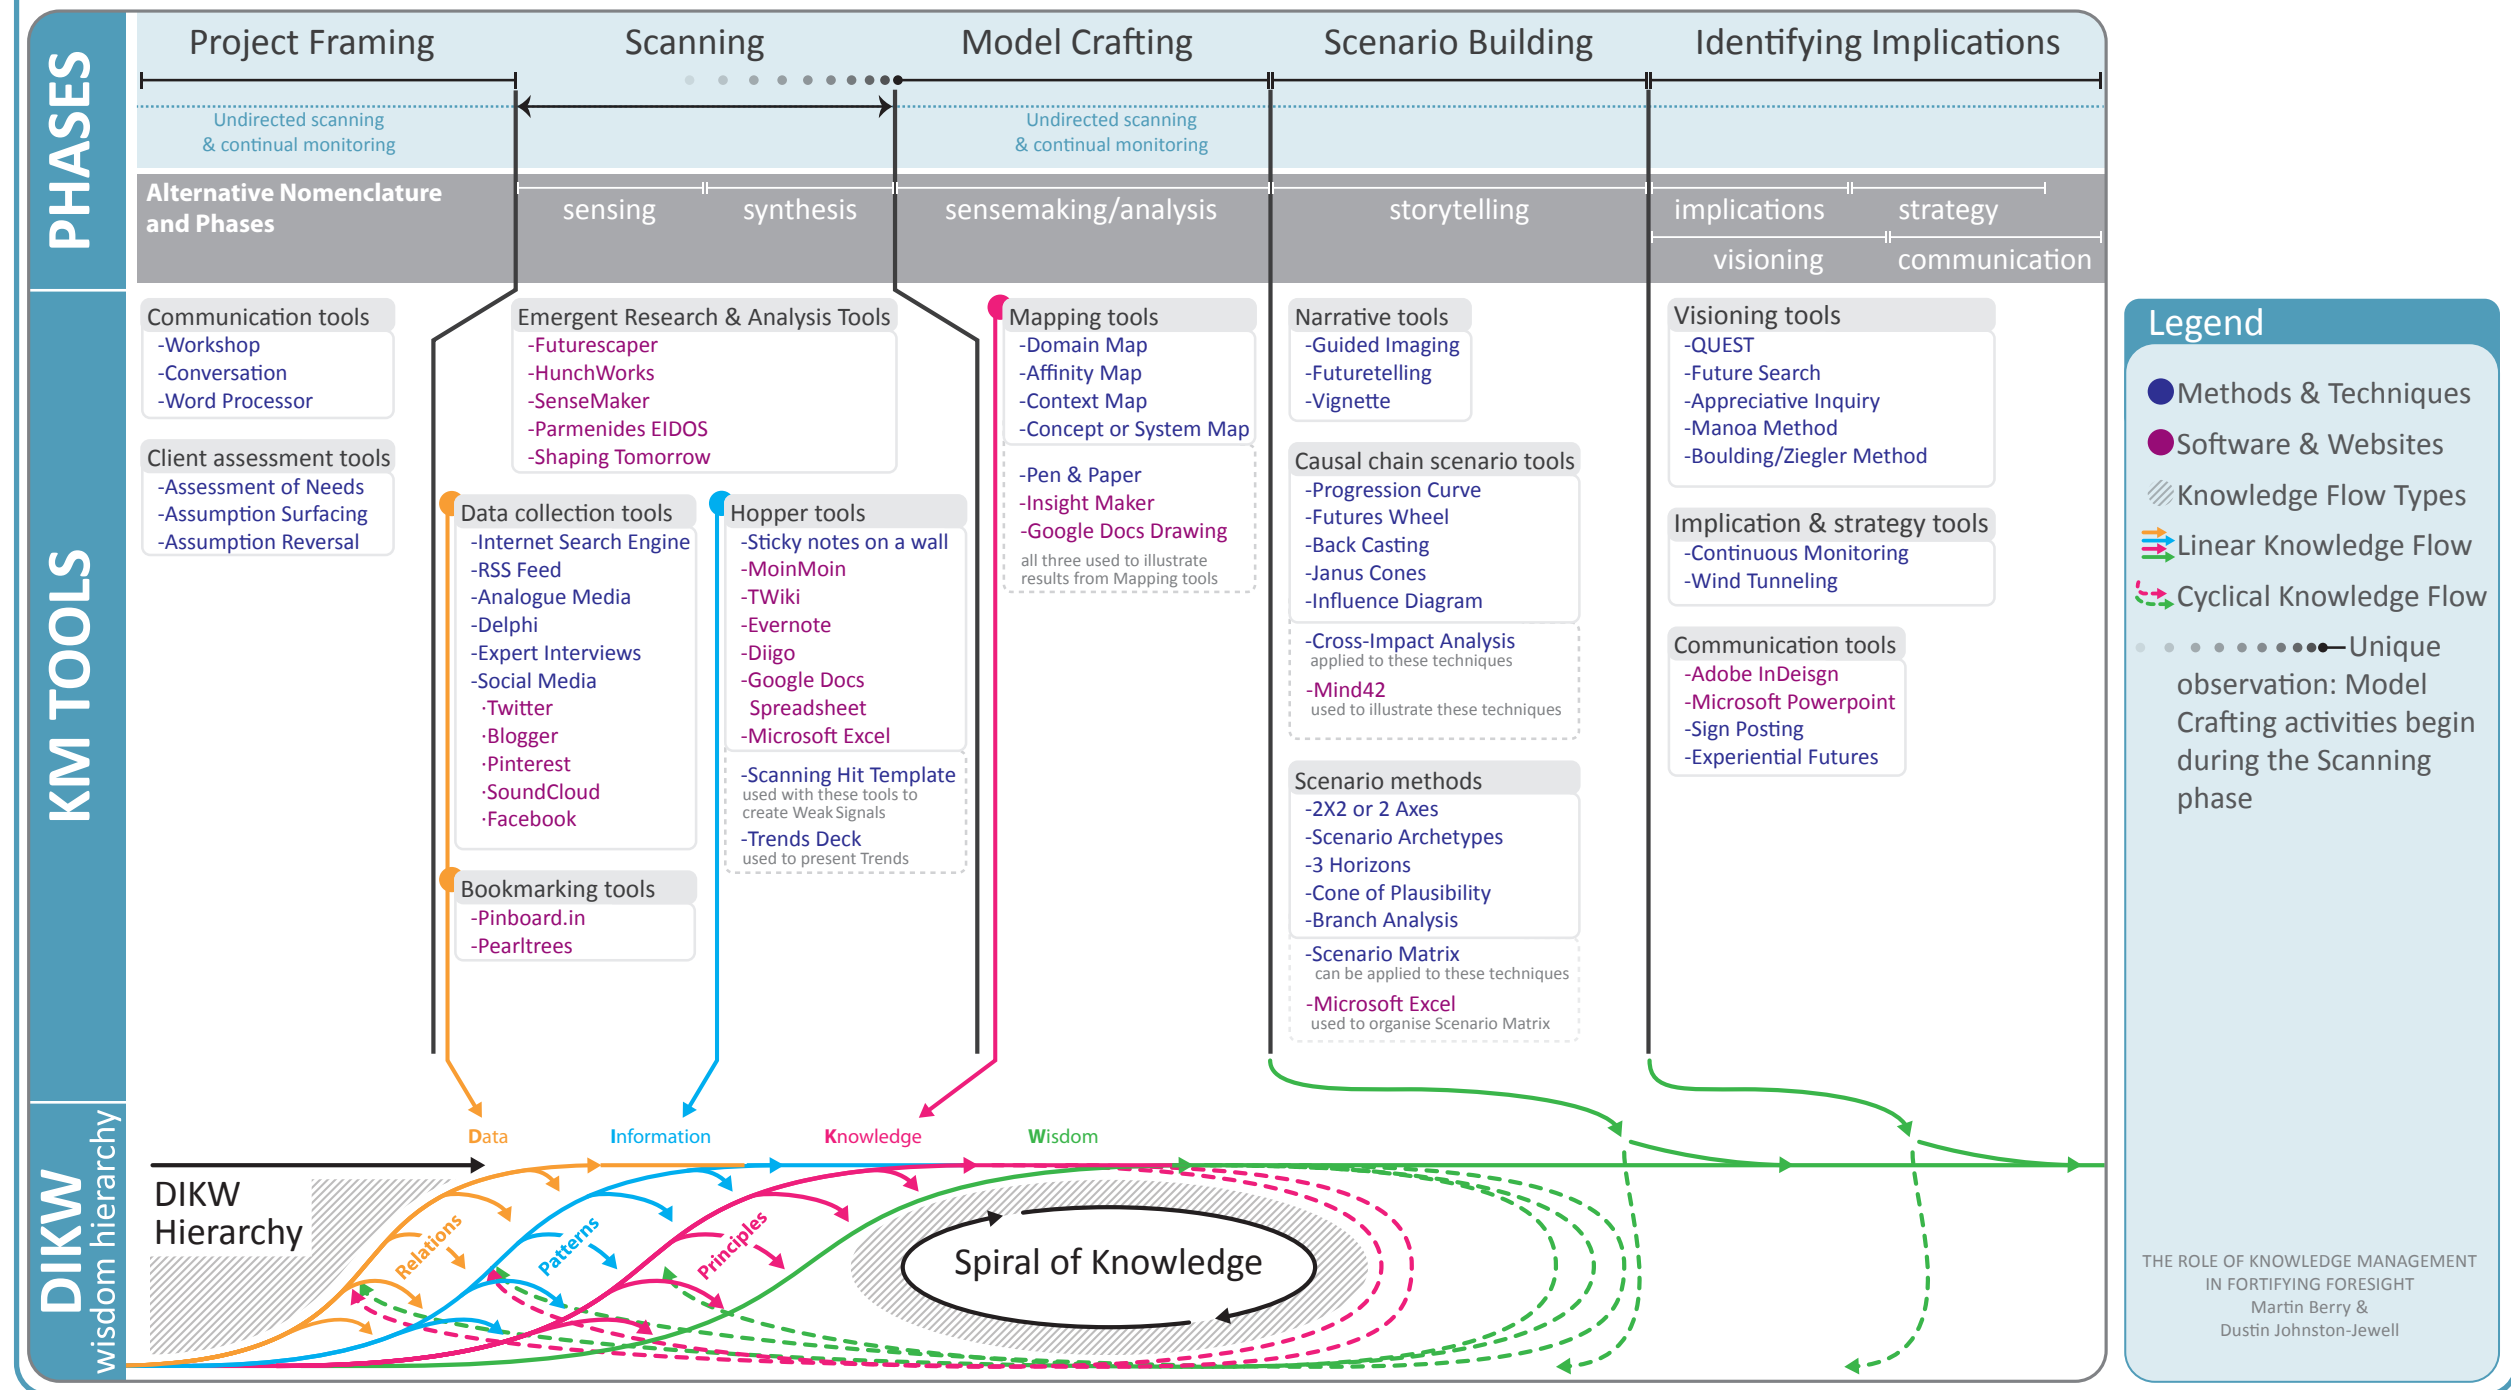 PHASES
Project Framing
Scanning
Model Crafting
Scenario Building
Identifying Implications
Undirected scanning
& continual monitoring
Undirected scanning
& continual monitoring
Alternative Nomenclature
and Phases
sensing
synthesis
sensemaking/analysis
storytelling
implications
strategy
visioning
communication
KM TOOLS
Communication tools
-Workshop
-Conversation
-Word Processor
Client assessment tools
-Assessment of Needs
-Assumption Surfacing
-Assumption Reversal
Emergent Research & Analysis Tools
-Futurescaper
-HunchWorks
-SenseMaker
-Parmenides EIDOS
-Shaping Tomorrow
Data collection tools
-Internet Search Engine
-RSS Feed
-Analogue Media
-Delphi
-Expert Interviews
-Social Media
·Twitter
·Blogger
·Pinterest
·SoundCloud
·Facebook
Bookmarking tools
-Pinboard.in
-Pearltrees
Hopper tools
-Sticky notes on a wall
-MoinMoin
-TWiki
-Evernote
-Diigo
-Google Docs
Spreadsheet
-Microsoft Excel
-Scanning Hit Template
used with these tools to
create Weak Signals
-Trends Deck
used to present Trends
Mapping tools
-Domain Map
-Affinity Map
-Context Map
-Concept or System Map
-Pen & Paper
-Insight Maker
-Google Docs Drawing
all three used to illustrate
results from Mapping tools
Narrative tools
-Guided Imaging
-Futuretelling
-Vignette
Causal chain scenario tools
-Progression Curve
-Futures Wheel
-Back Casting
-Janus Cones
-Influence Diagram
-Cross-Impact Analysis
applied to these techniques
-Mind42
used to illustrate these techniques
Scenario methods
-2X2 or 2 Axes
-Scenario Archetypes
-3 Horizons
-Cone of Plausibility
-Branch Analysis
-Scenario Matrix
can be applied to these techniques
-Microsoft Excel
used to organise Scenario Matrix
Visioning tools
-QUEST
-Future Search
-Appreciative Inquiry
-Manoa Method
-Boulding/Ziegler Method
Implication & strategy tools
-Continuous Monitoring
-Wind Tunneling
Communication tools
-Adobe InDeisgn
-Microsoft Powerpoint
-Sign Posting
-Experiential Futures
DIKW
wisdom hierarchy
Data
Information
Knowledge
Wisdom
DIKW
Hierarchy
Relations
Patterns
Principles
Spiral of Knowledge
Legend
Methods & Techniques
Software & Websites
Knowledge Flow Types
Linear Knowledge Flow
Cyclical Knowledge Flow
Unique
observation: Model
Crafting activities begin
during the Scanning
phase
THE ROLE OF KNOWLEDGE MANAGEMENT
IN FORTIFYING FORESIGHT
Martin Berry &
Dustin Johnston-Jewell